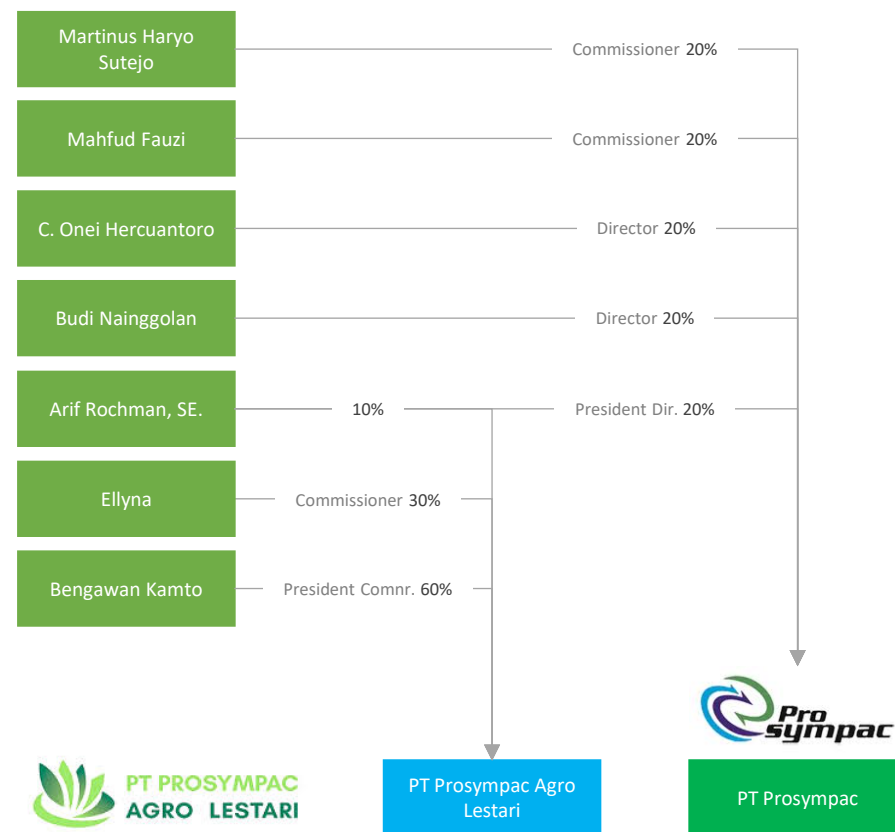 Martinus Haryo
Sutejo
Commissioner 20%
Mahfud Fauzi
Commissioner 20%
C. Onei Hercuantoro
Director 20%
Budi Nainggolan
Director 20%
Arif Rochman, SE.
10%
President Dir. 20%
Ellyna
Commissioner 30%
Bengawan Kamto
President Comnr. 60%
Pro
sympac
PT PROSYMPAC
AGRO LESTARI
PT Prosympac Agro
Lestari
PT Prosympac